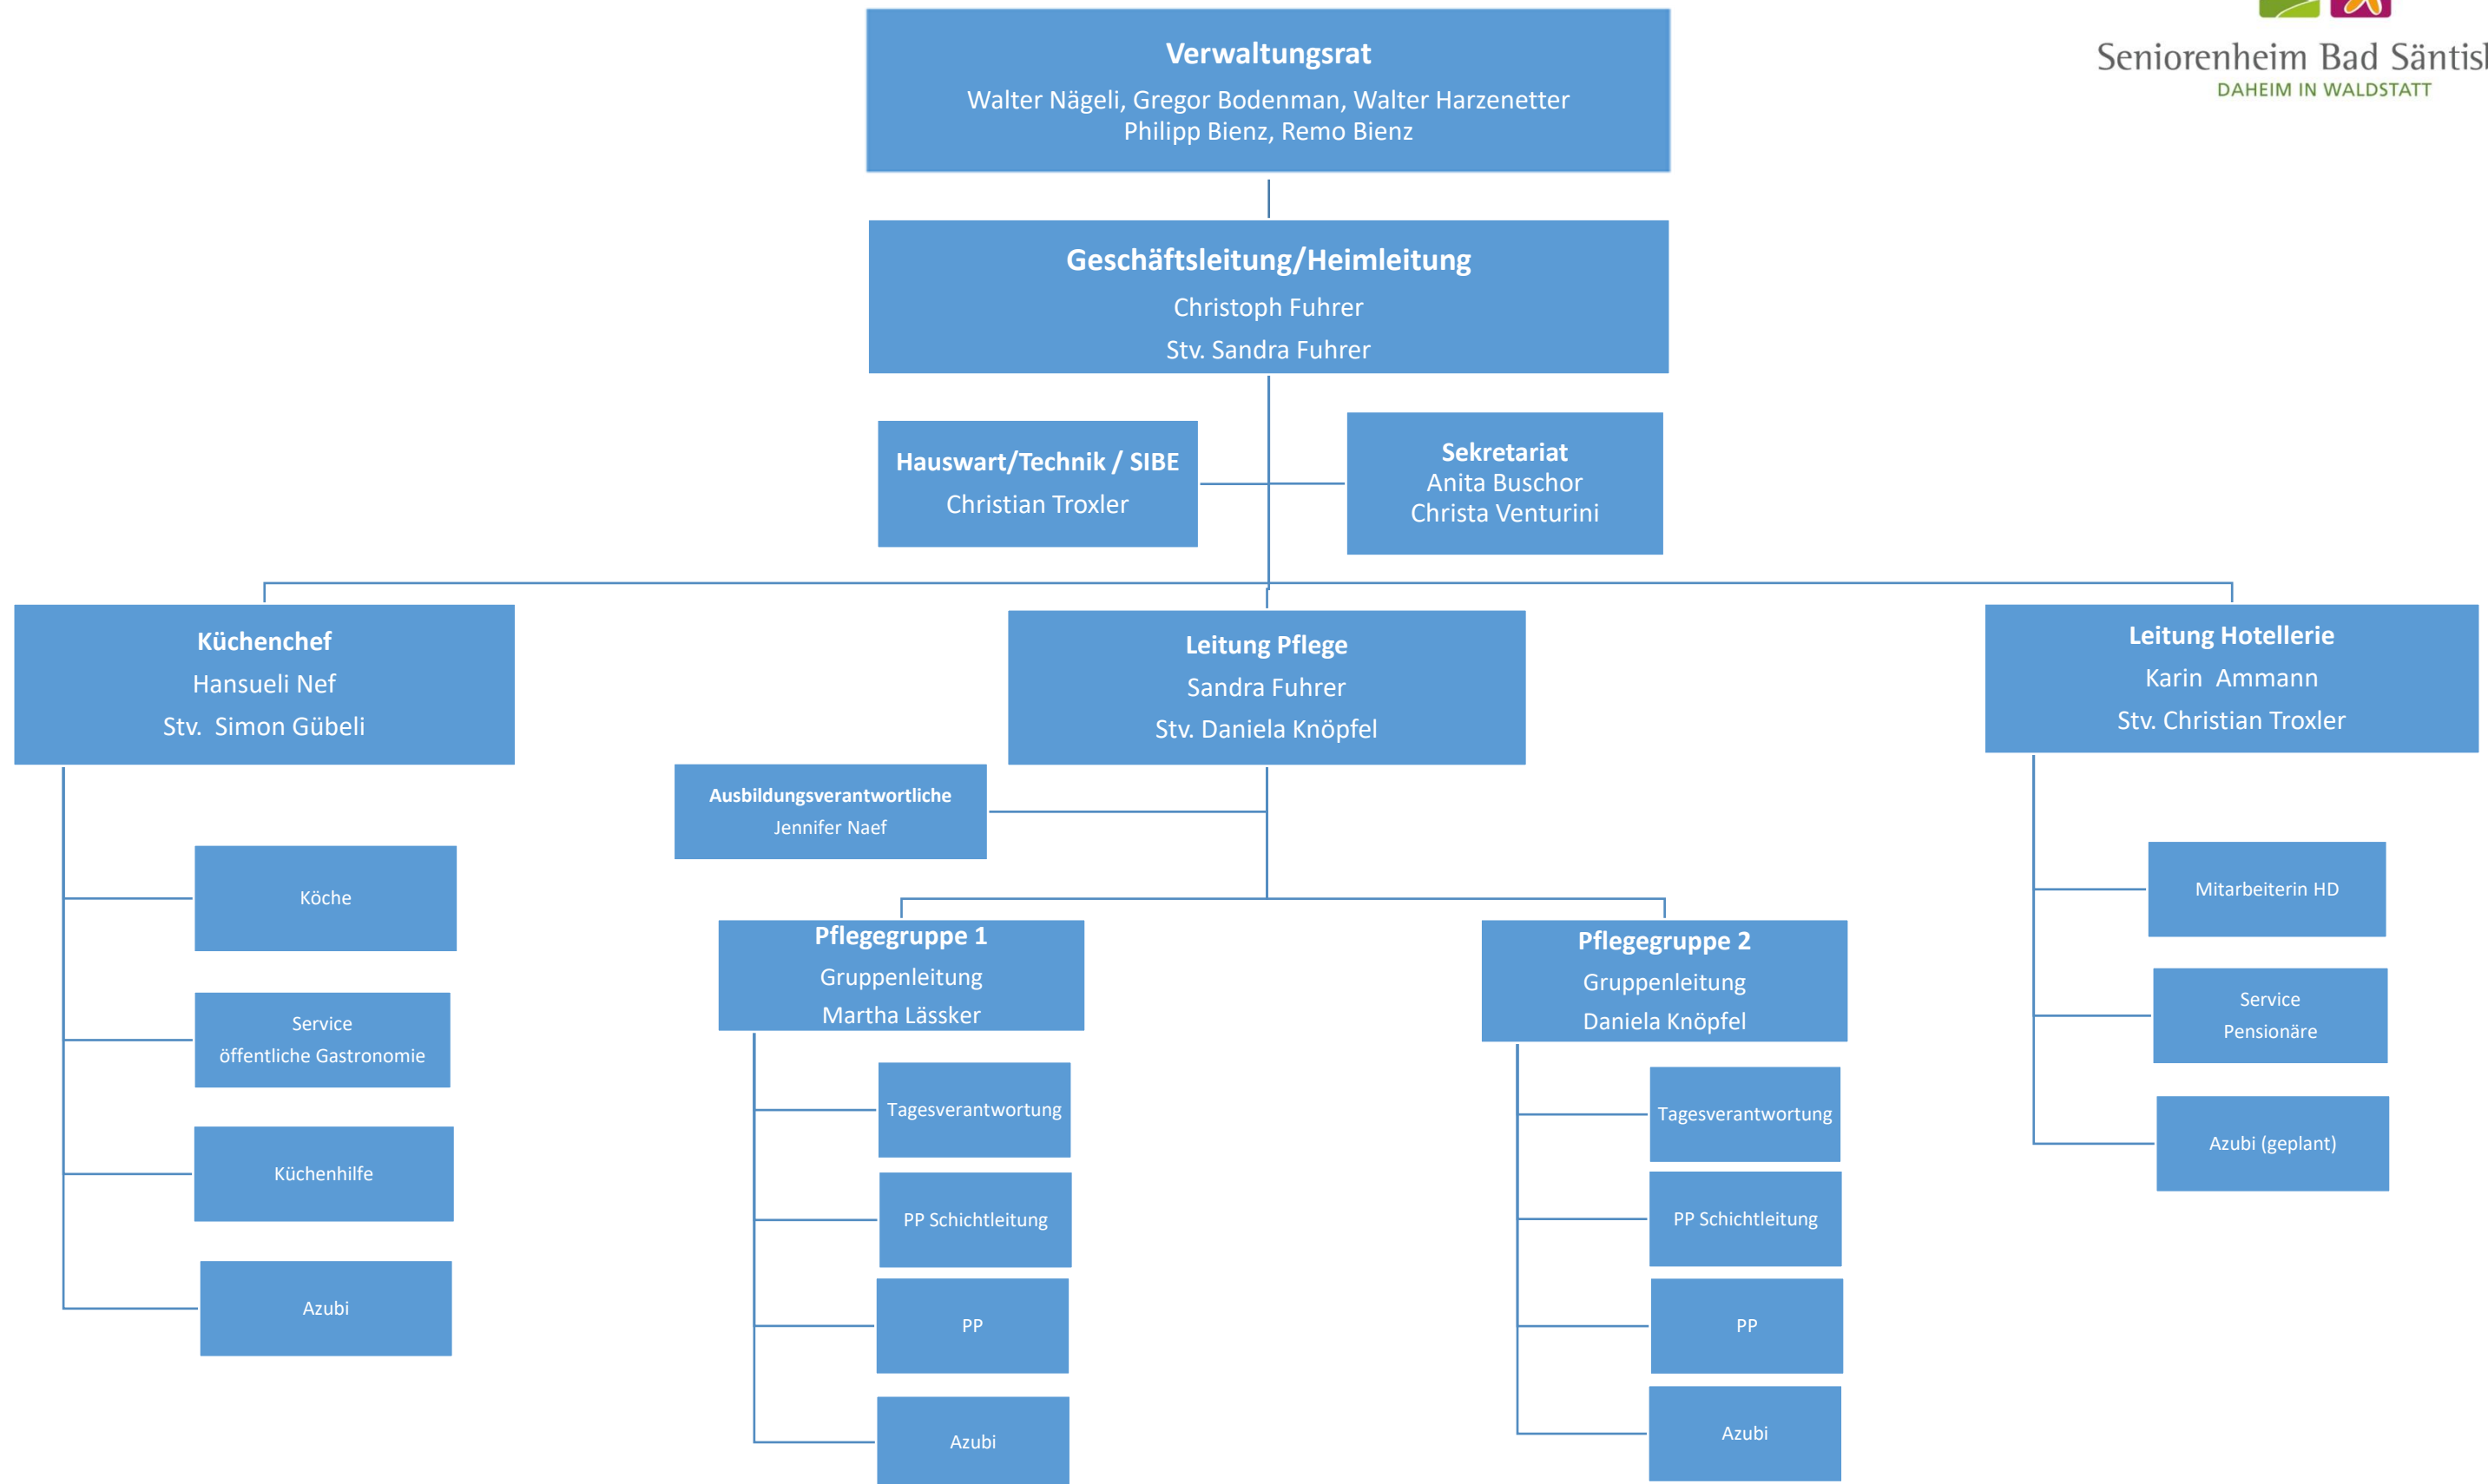 Seniorenheim Bad
DAHEIM IN WALDSTATT
Verwaltungsrat
Walter Nägeli, Gregor Bodenman, Walter Harzenetter
Philipp Bienz, Remo Bienz
Geschäftsleitung/Heimleitung
Christoph Fuhrer
Stv. Sandra Fuhrer
Hauswart/Technik / SIBE
Christian Troxler
Sekretariat
Anita Buschor
Christa Venturini
Küchenchef
Hansueli Nef
Stv. Simon Gübeli
Leitung Pflege
Sandra Fuhrer
Stv. Daniela Knöpfel
Leitung Hotellerie
Karin Ammann
Stv. Christian Troxler
Ausbildungsverantwortliche
Jennifer Naef
Köche
Service
öffentliche Gastronomie
Küchenhilfe
Azubi
Pflegegruppe 1
Gruppenleitung
Martha Lässker
Tagesverantwortung
PP Schichtleitung
PP
Azubi
Pflegegruppe 2
Gruppenleitung
Daniela Knöpfel
Tagesverantwortung
PP Schichtleitung
PP
Azubi
Mitarbeiterin HD
Service
Pensionäre
Azubi (geplant)